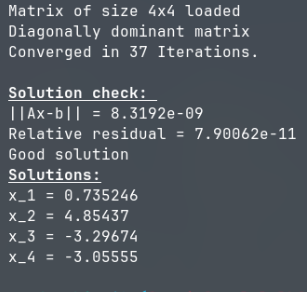 Matrix of size 4x4 loaded
Diagonally dominant matrix
Converged in 37 Iterations.
Solution check:
||Ax-b|| = 8.3192e-09
Relative residual = 7.90062e-11
Good solution
Solutions:
x_1 = 0.735246
x_2 = 4.85437
x_3 = -3.29674
x_4 = -3.05555